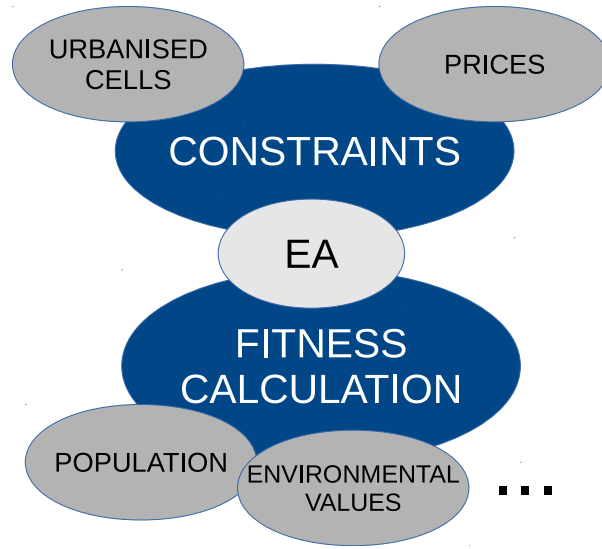 URBANISED
CELLS
PRICES
CONSTRAINTS
EA
FITNESS
CALCULATION
POPULATION
ENVIRONMENTAL
VALUES
...